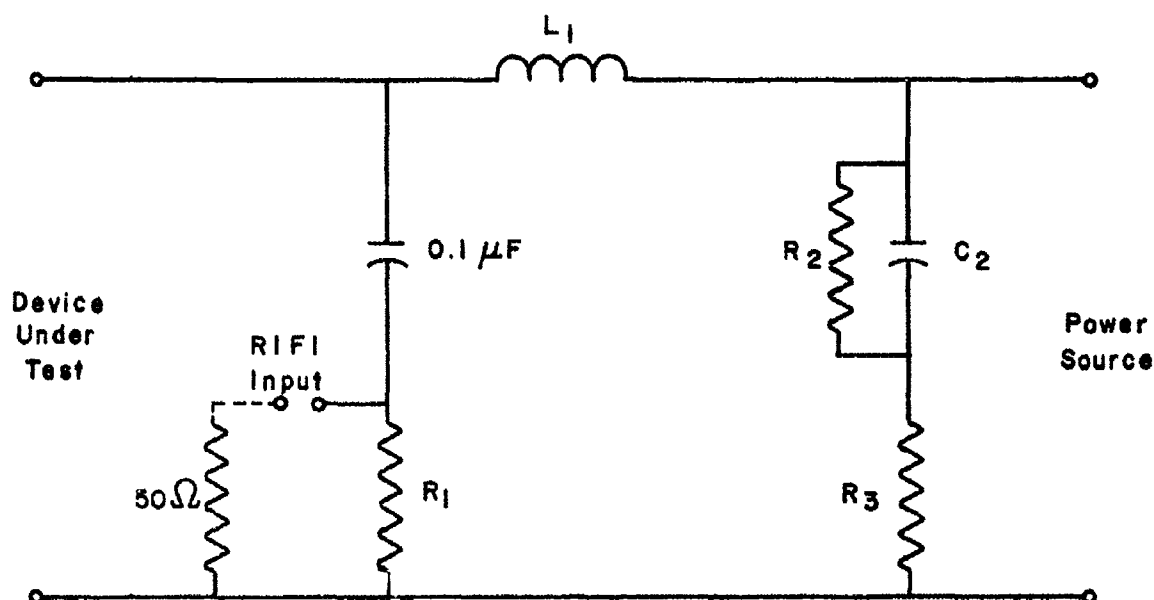 L1
0.1 μF
R2
C2
Device
Under
Test
Power
Source
RIFI
Input
50Ω
R1
R3